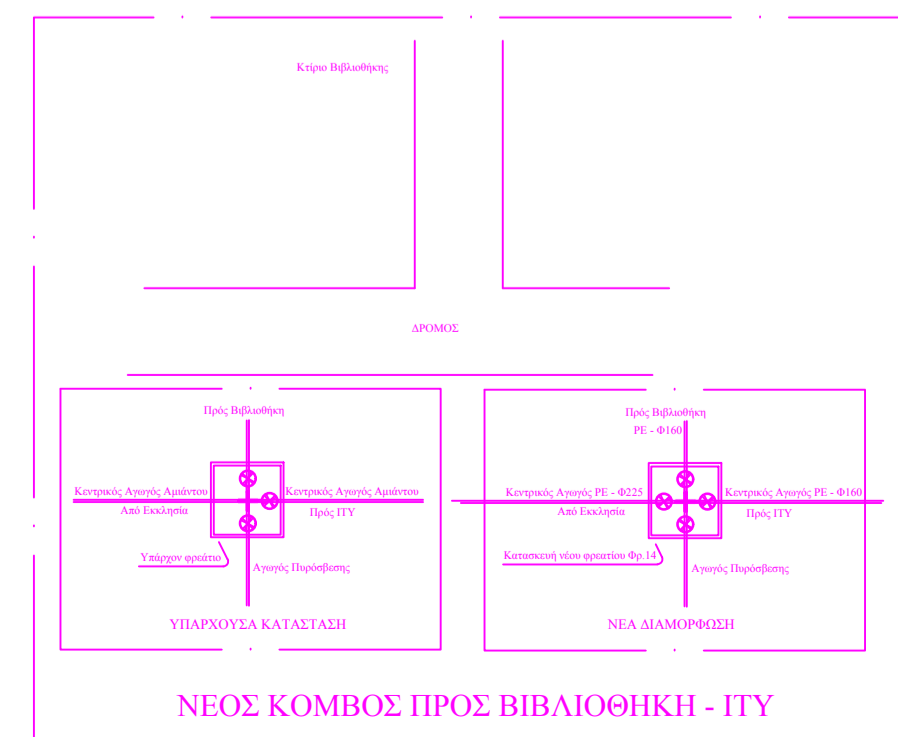 Κτίριο Βιβλιοθήκης
ΔΡΟΜΟΣ
Πρός Βιβλιοθήκη
Κεντρικός Αγωγός Αμιάντου
Κεντρικός Αγωγός Αμιάντου
Από Εκκλησία
Πρός ΙΤΥ
Υπάρχον φρεάτιο
Αγωγός Πυρόσβεσης
ΥΠΑΡΧΟΥΣΑ ΚΑΤΑΣΤΑΣΗ
Πρός Βιβλιοθήκη
PE - Φ160
Κεντρικός Αγωγός PE - Φ225
Κεντρικός Αγωγός PE - Φ160
Από Εκκλησία
Πρός ΙΤΥ
Κατασκευή νέου φρεατίου Φρ.14
Αγωγός Πυρόσβεσης
ΝΕΑ ΔΙΑΜΟΡΦΩΣΗ
ΝΕΟΣ ΚΟΜΒΟΣ ΠΡΟΣ ΒΙΒΛΙΟΘΗΚΗ - ΙΤΥ